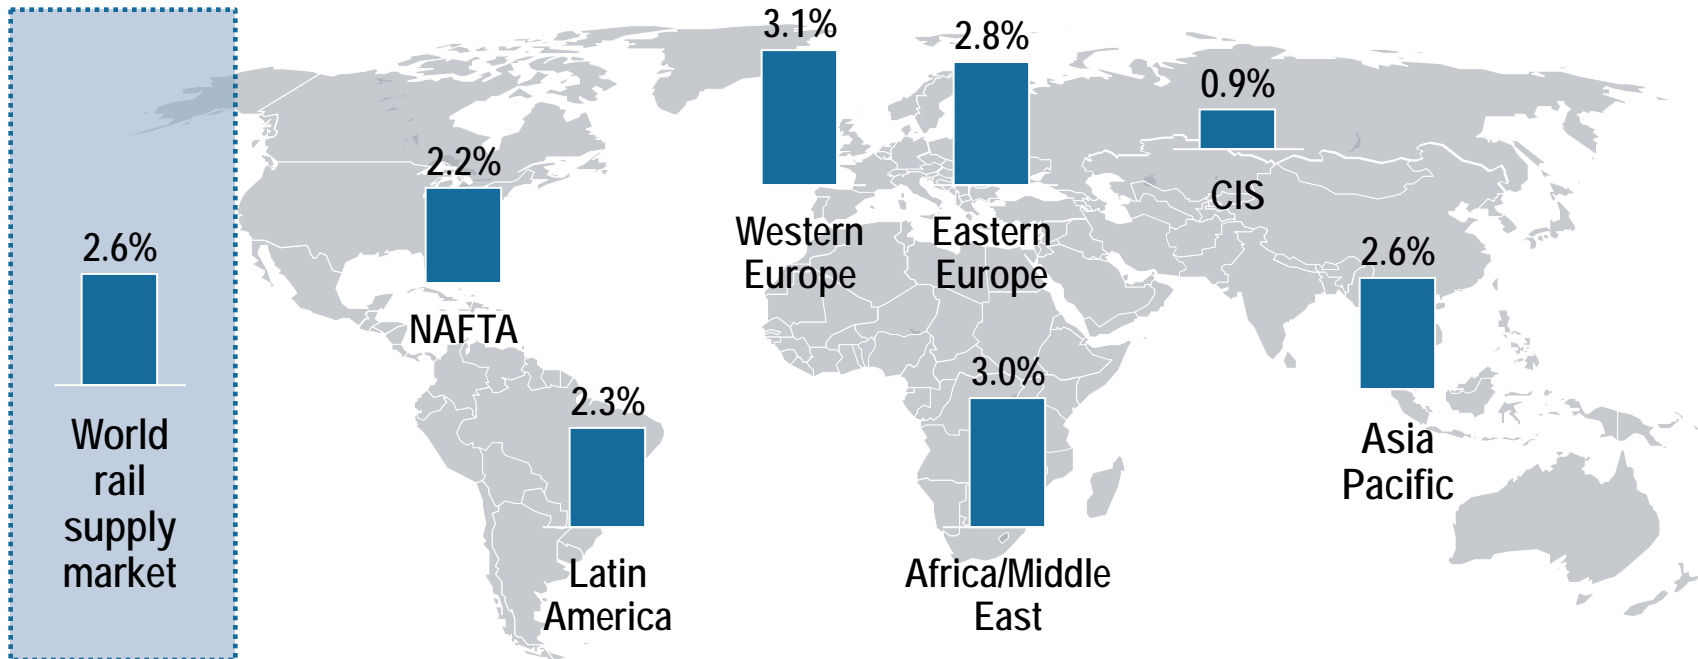 2.6%
World
rail
supply
market
2.2%
NAFTA
2.3%
Latin
America
3.1%
Western
Europe
2.8%
Eastern
Europe
3.0%
Africa/Middle
East
0.9%
CIS
2.6%
Asia
Pacific